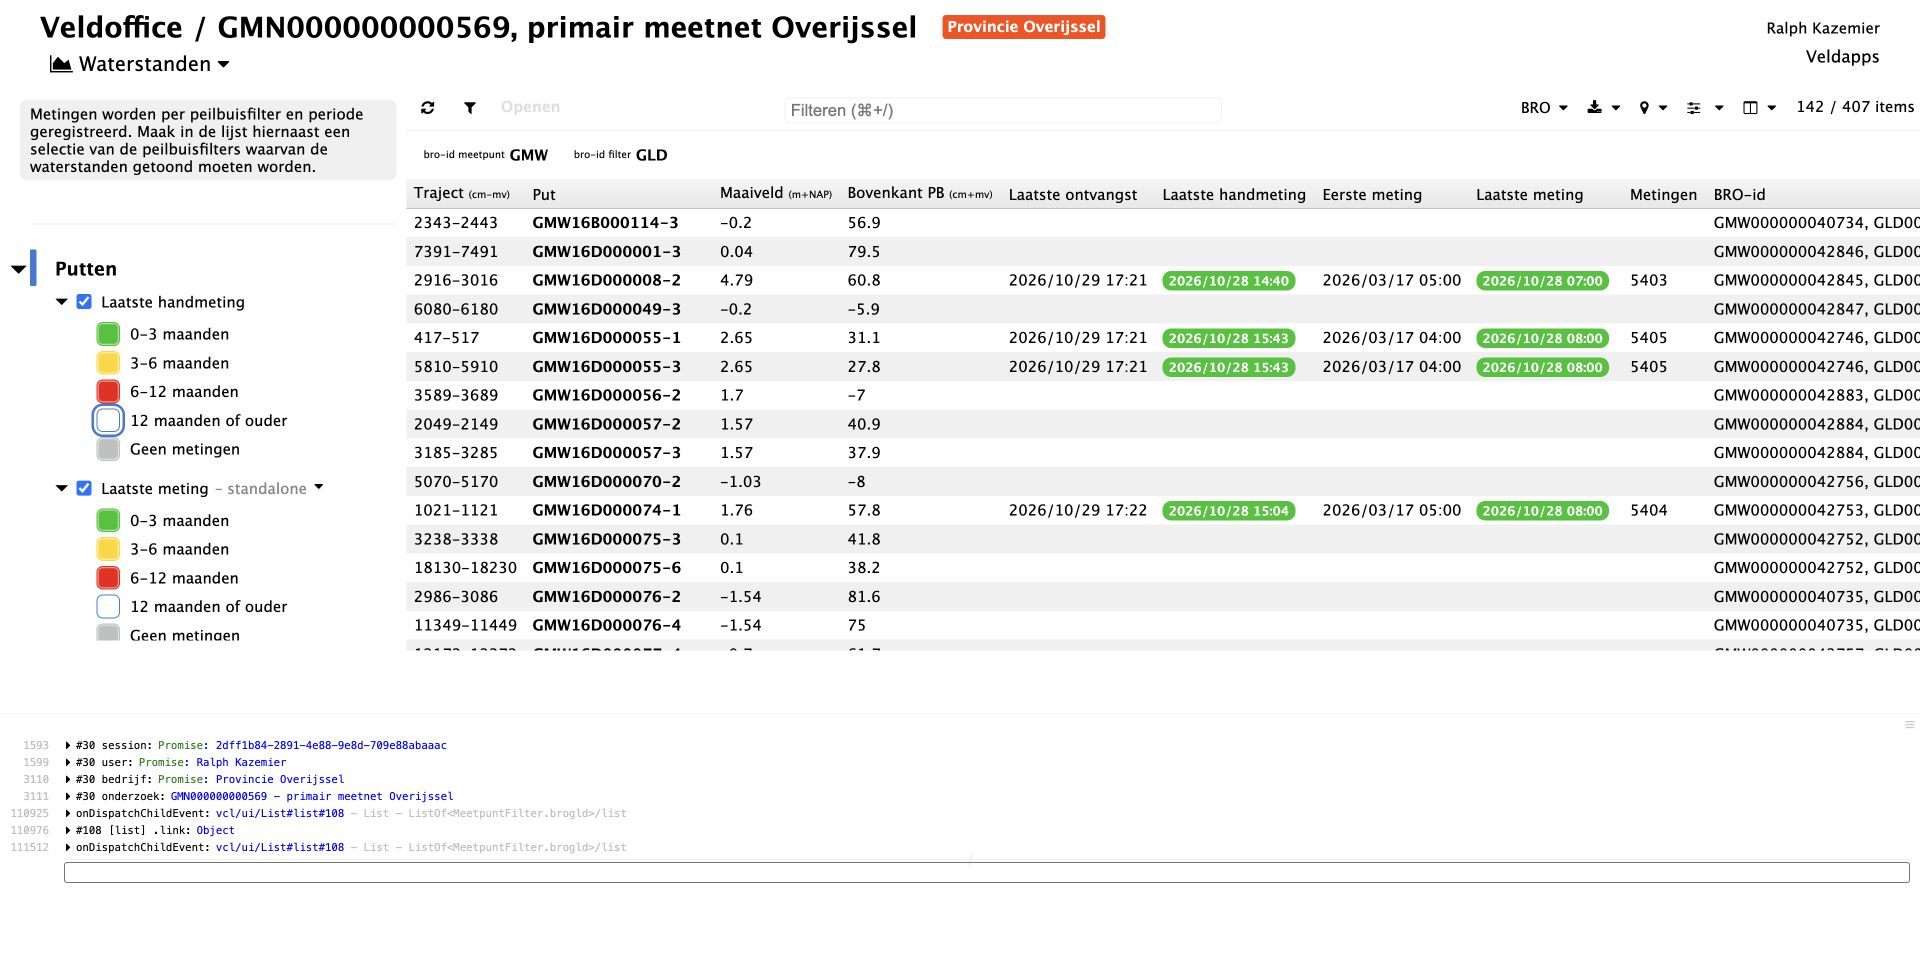 Veldoffice / GMN000000000569, primair meetnet Overijssel Provincie Overijssel
Ralph Kazemier
Waterstanden
Veldapps
Metingen worden per peilbuisfilter en periode
geregistreerd. Maak in de lijst hiernaast een
selectie van de peilbuisfilters waarvan de
waterstanden getoond moeten worden.
Openen Filteren (⌘+/) BRO 142 / 407 items
bro-id meetpunt GMW bro-id filter GLD
Putten
Laatste handmeting
0-3 maanden
3-6 maanden
6-12 maanden
12 maanden of ouder
Geen metingen
Laatste meting - standalone
0-3 maanden
3-6 maanden
6-12 maanden
12 maanden of ouder
Geen metingen
Traject (cm-mv) Put Maaiveld (m+NAP) Bovenkant PB (cm+mv) Laatste ontvangst Laatste handmeting Eerste meting Laatste meting Metingen BRO-id
2343-2443 GMW16B000114-3 -0.2 56.9 GMW000000040734, GLD00
7391-7491 GMW16D000001-3 0.04 79.5 GMW000000042846, GLD00
2916-3016 GMW16D000008-2 4.79 60.8 2026/10/29 17:21 2026/10/28 14:40 2026/03/17 05:00 2026/10/28 07:00 5403 GMW000000042845, GLD00
6080-6180 GMW16D000049-3 -0.2 -5.9 GMW000000042847, GLD00
417-517 GMW16D000055-1 2.65 31.1 2026/10/29 17:21 2026/10/28 15:43 2026/03/17 04:00 2026/10/28 08:00 5405 GMW000000042746, GLD00
5810-5910 GMW16D000055-3 2.65 27.8 2026/10/29 17:21 2026/10/28 15:43 2026/03/17 04:00 2026/10/28 08:00 5405 GMW000000042746, GLD00
3589-3689 GMW16D000056-2 1.7 -7 GMW000000042883, GLD00
2049-2149 GMW16D000057-2 1.57 40.9 GMW000000042884, GLD00
3185-3285 GMW16D000057-3 1.57 37.9 GMW000000042884, GLD00
5070-5170 GMW16D000070-2 -1.03 -8 GMW000000042756, GLD00
1021-1121 GMW16D000074-1 1.76 57.8 2026/10/29 17:22 2026/10/28 15:04 2026/03/17 05:00 2026/10/28 08:00 5404 GMW000000042753, GLD00
3238-3338 GMW16D000075-3 0.1 41.8 GMW000000042752, GLD00
18130-18230 GMW16D000075-6 0.1 38.2 GMW000000042752, GLD00
2986-3086 GMW16D000076-2 -1.54 81.6 GMW000000040735, GLD00
11349-11449 GMW16D000076-4 -1.54 75 GMW000000040735, GLD00
1593 #30 session: Promise: 2dff1b84-2891-4e88-9e8d-709e88abaaac
1599 #30 user: Promise: Ralph Kazemier
3110 #30 bedrijf: Promise: Provincie Overijssel
3111 #30 onderzoek: GMN000000000569 - primair meetnet Overijssel
110925 onDispatchChildEvent: vcl/ui/List#list#108 - List - ListOf<MeetpuntFilter.brogld>/list
110976 #108 [list] .link: Object
111512 onDispatchChildEvent: vcl/ui/List#list#108 - List - ListOf<MeetpuntFilter.brogld>/list